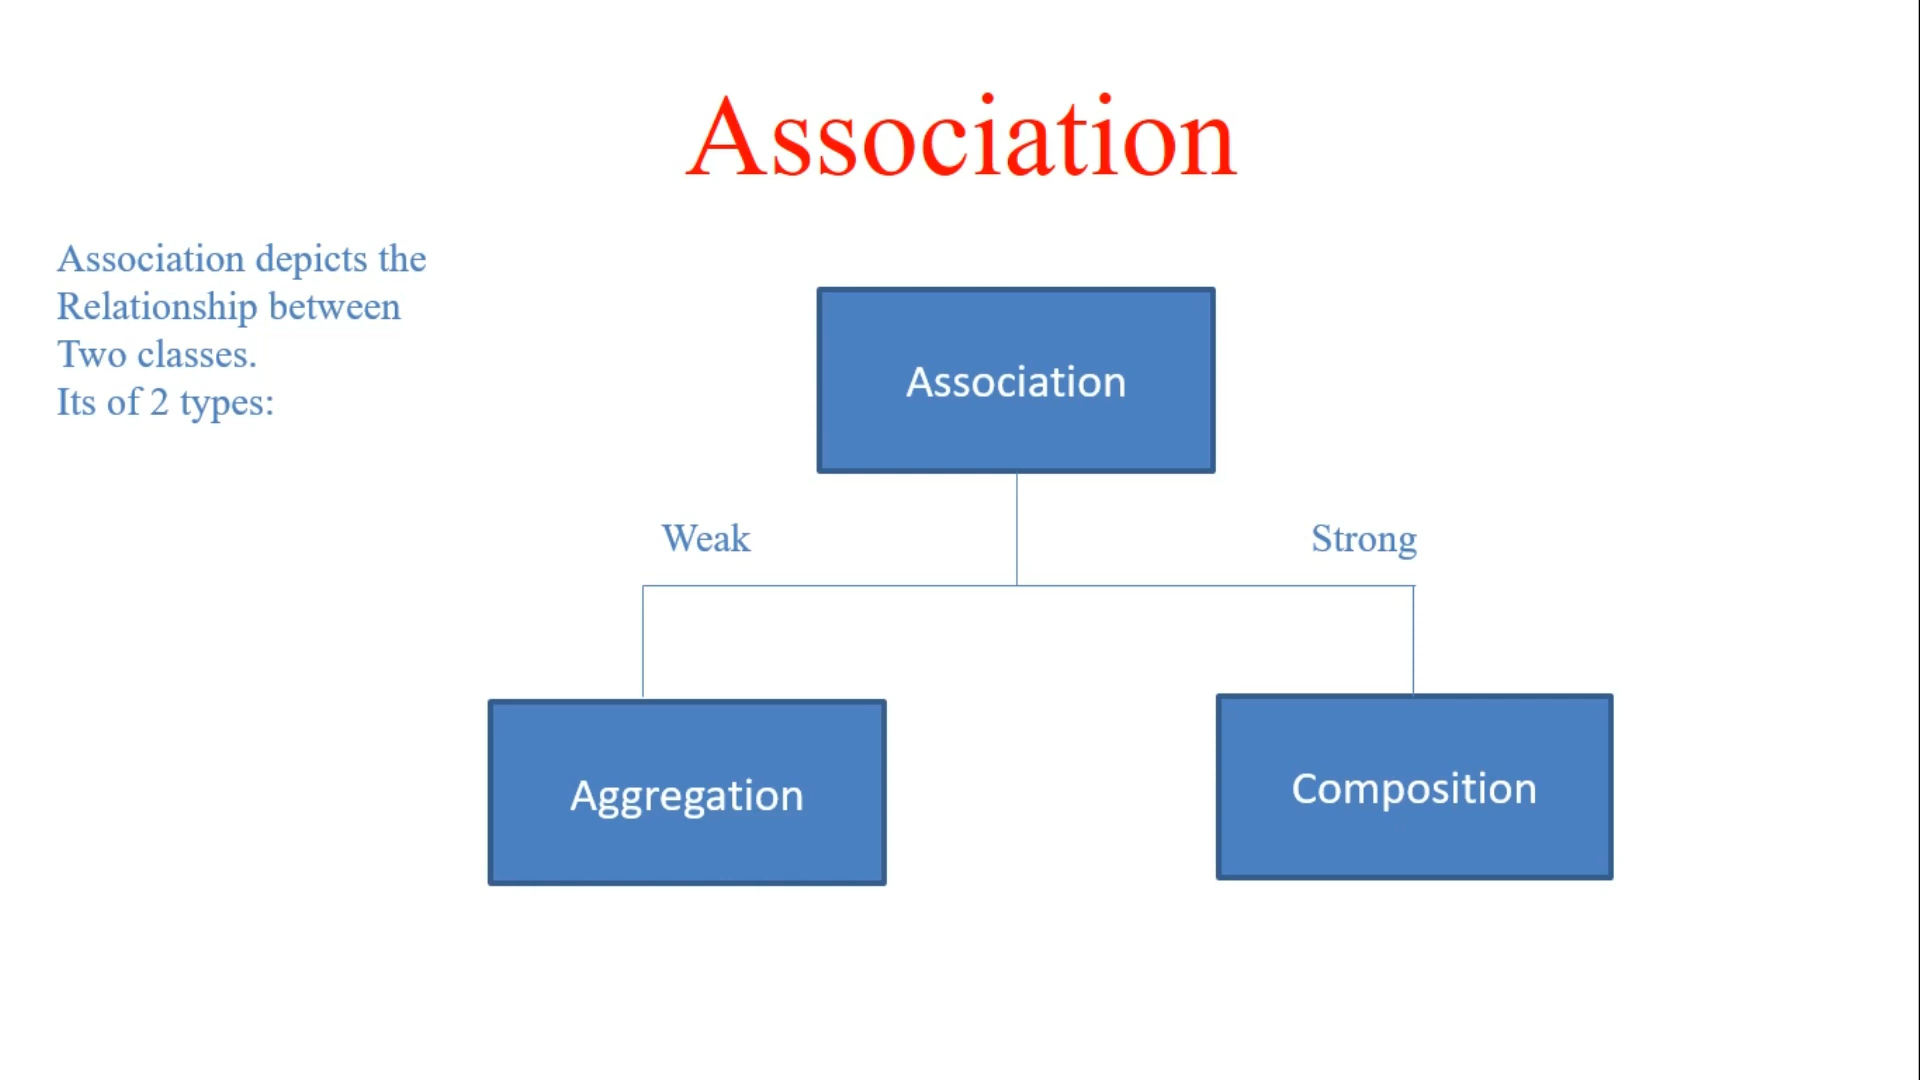 Association
Association depicts the
Relationship between
Two classes.
Its of 2 types:
Association
Weak
Strong
Aggregation
Composition